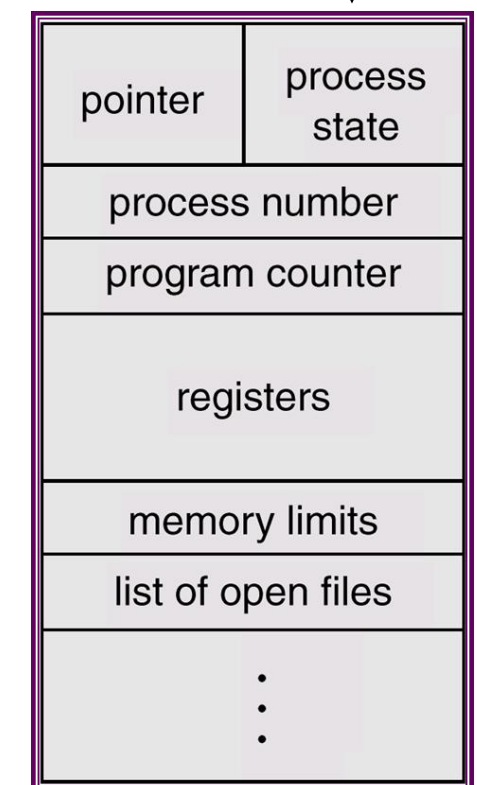 pointer
process
state
process number
program counter
registers
memory limits
list of open files